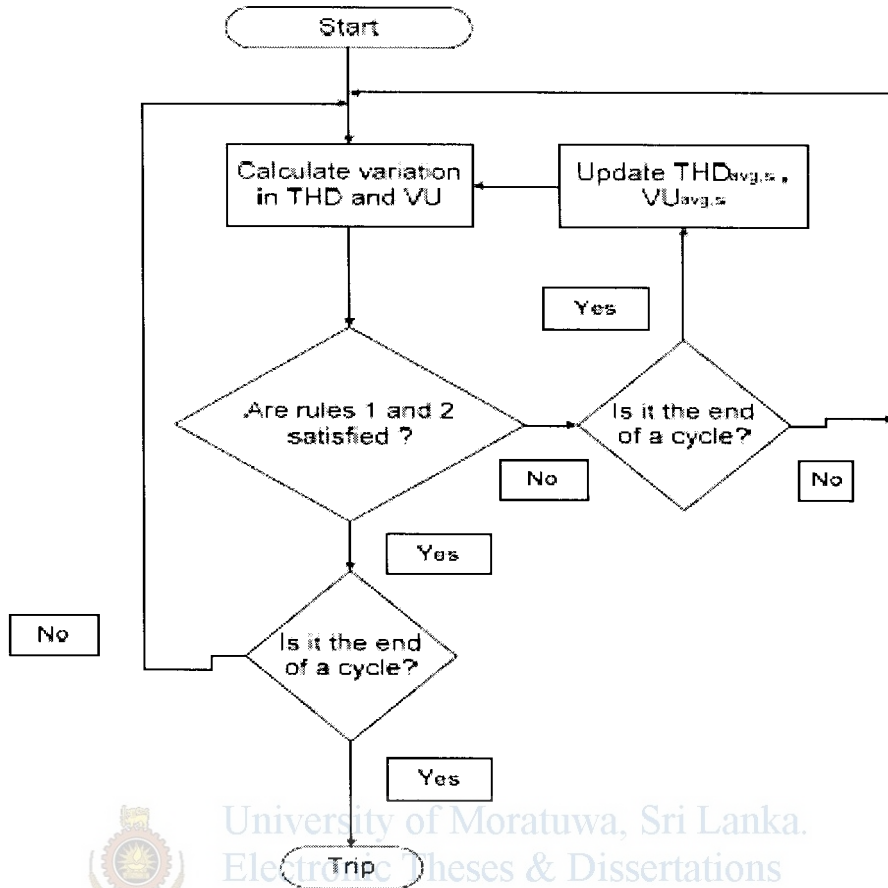 Start
Calculate variation
in THD and VU
Update THDavg,s ,
VUavg,s
Yes
Are rules 1 and 2
satisfied ?
Is it the end
of a cycle?
No
No
Yes
Is it the end
of a cycle?
No
Yes
University of Moratuwa, Sri Lanka.
Electronic Theses & Dissertations
Trip